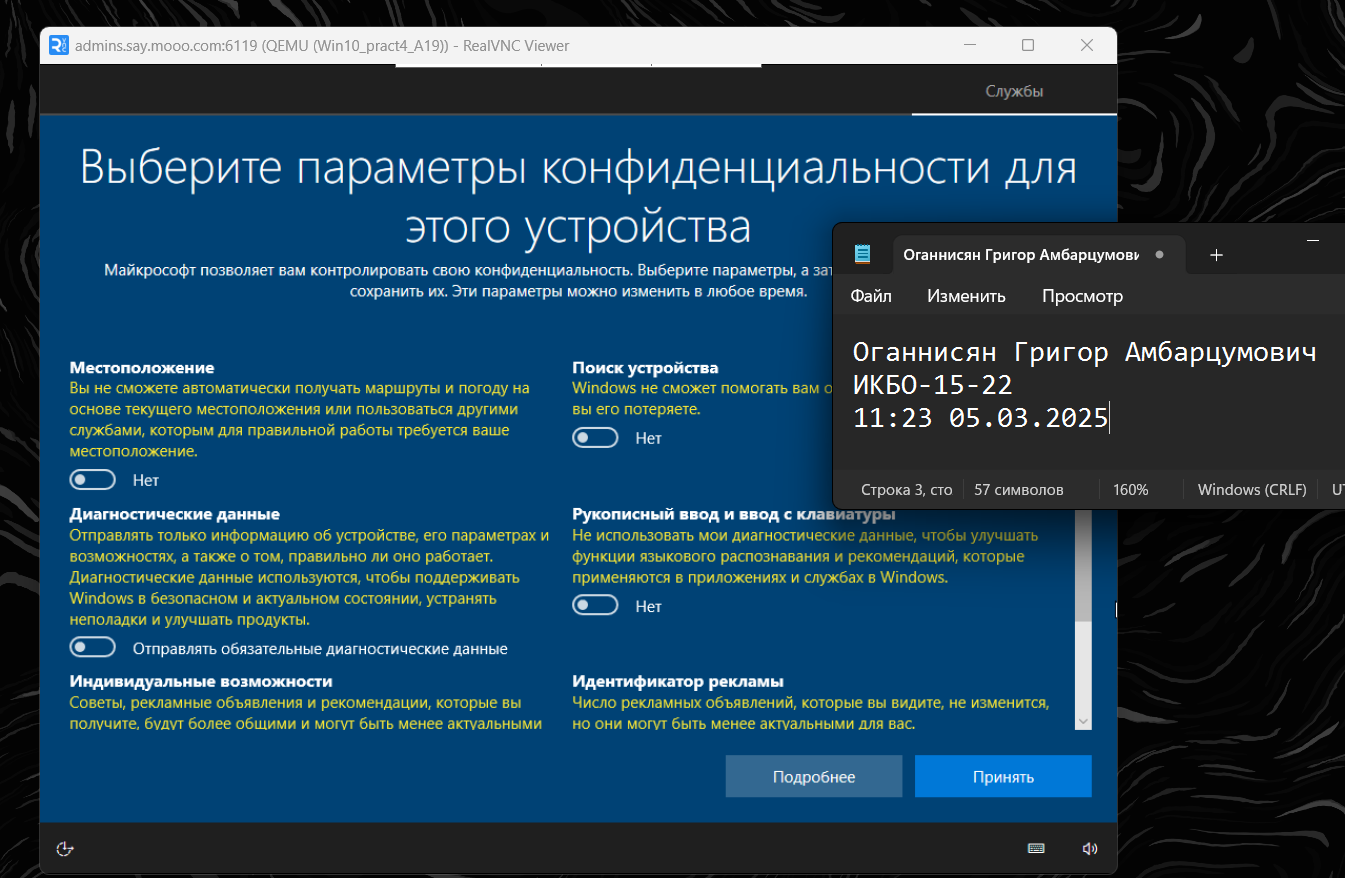 admins.say.mooo.com:6119 (QEMU (Win10_pract4_A19)) - RealVNC Viewer
Службы
Выберите параметры конфиденциальности для
этого устройства
Майкрософт позволяет вам контролировать свою конфиденциальность. Выберите параметры, а
сохранить их. Эти параметры можно изменить в любое время.
Местоположение
Вы не сможете автоматически получать маршруты и погоду на
основе текущего местоположения или пользоваться другими
службами, которым для правильной работы требуется ваше
местоположение.
Нет
Поиск устройства
Windows не сможет помогать вам
вы его потеряете.
Нет
Диагностические данные
Отправлять только информацию об устройстве, его параметрах и
возможностях, а также о том, правильно ли оно работает.
Диагностические данные используются, чтобы поддерживать
Windows в безопасном и актуальном состоянии, устранять
неполадки и улучшать продукты.
Отправлять обязательные диагностические данные
Рукописный ввод и ввод с клавиатуры
Не использовать мои диагностические данные, чтобы улучшать
функции языкового распознавания и рекомендаций, которые
применяются в приложениях и службах в Windows.
Нет
Индивидуальные возможности
Советы, рекламные объявления и рекомендации, которые вы
получите, будут более общими и могут быть менее актуальными
Идентификатор рекламы
Число рекламных объявлений, которые вы видите, не изменится,
но они могут быть менее актуальными для вас.
Подробнее
Принять
Оганнисян Григор Амбарцумови
Файл
Изменить
Просмотр
Оганнисян Григор Амбарцумович
ИКБО-15-22
11:23 05.03.2025
Строка 3, сто
57 символов
160%
Windows (CRLF)